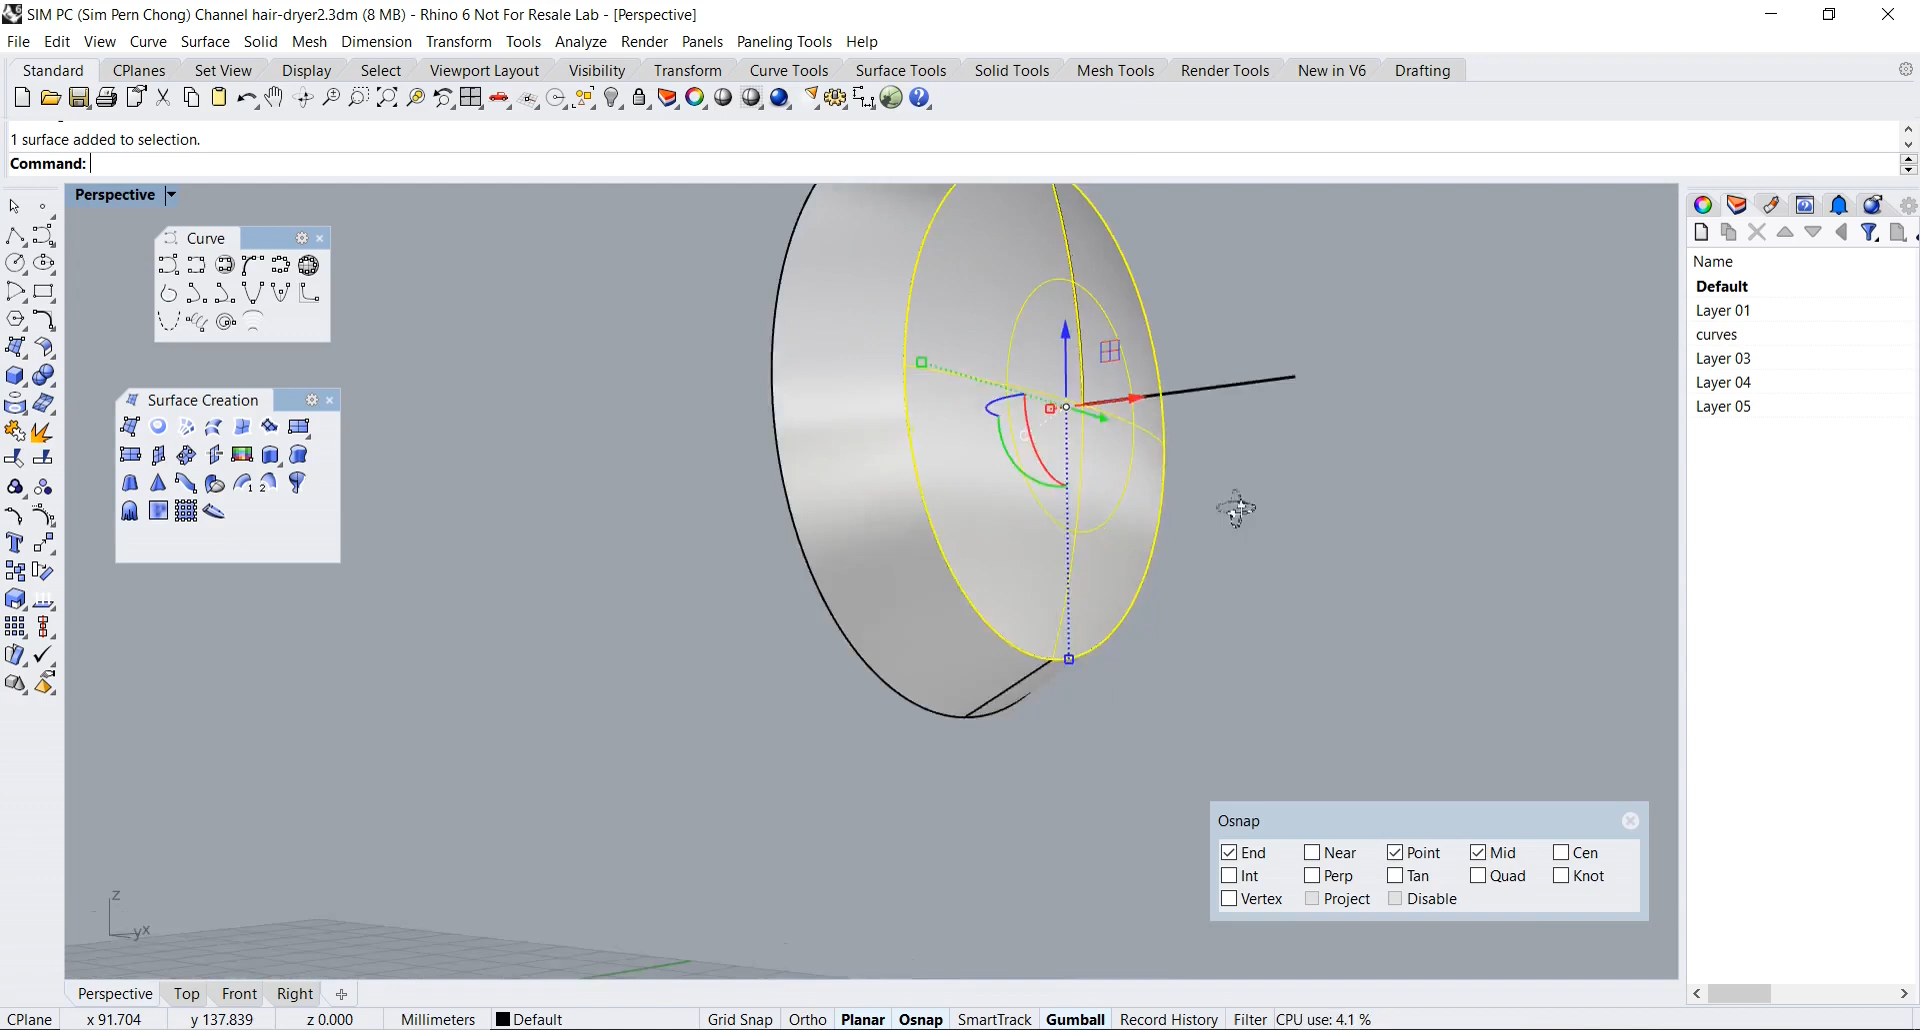 SIM PC (Sim Pern Chong) Channel hair-dryer2.3dm (8 MB) - Rhino 6 Not For Resale Lab - [Perspective]
File Edit View Curve Surface Solid Mesh Dimension Transform Tools Analyze Render Panels Paneling Tools Help
Standard CPlanes Set View Display Select Viewport Layout Visibility Transform Curve Tools Surface Tools Solid Tools Mesh Tools Render Tools New in V6 Drafting
1 surface added to selection.
Command:
Perspective
Curve
Surface Creation
1 2
Name
Default
Layer 01
curves
Layer 03
Layer 04
Layer 05
Osnap
End Near Point Mid Cen
Int Perp Tan Quad Knot
Vertex Project Disable
z
yx
Perspective Top Front Right
CPlane x 91.704 y 137.839 z 0.000 Millimeters Default Grid Snap Ortho Planar Osnap SmartTrack Gumball Record History Filter CPU use: 4.1 %